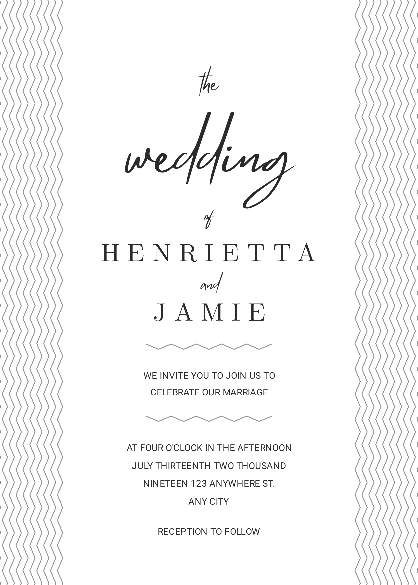 the
wedding
of
HENRIETTA
and
JAMIE
WE INVITE YOU TO JOIN US TO
CELEBRATE OUR MARRIAGE
AT FOUR O'CLOCK IN THE AFTERNOON
JULY THIRTEENTH TWO THOUSAND
NINETEEN 123 ANYWHERE ST.
ANY CITY
RECEPTION TO FOLLOW